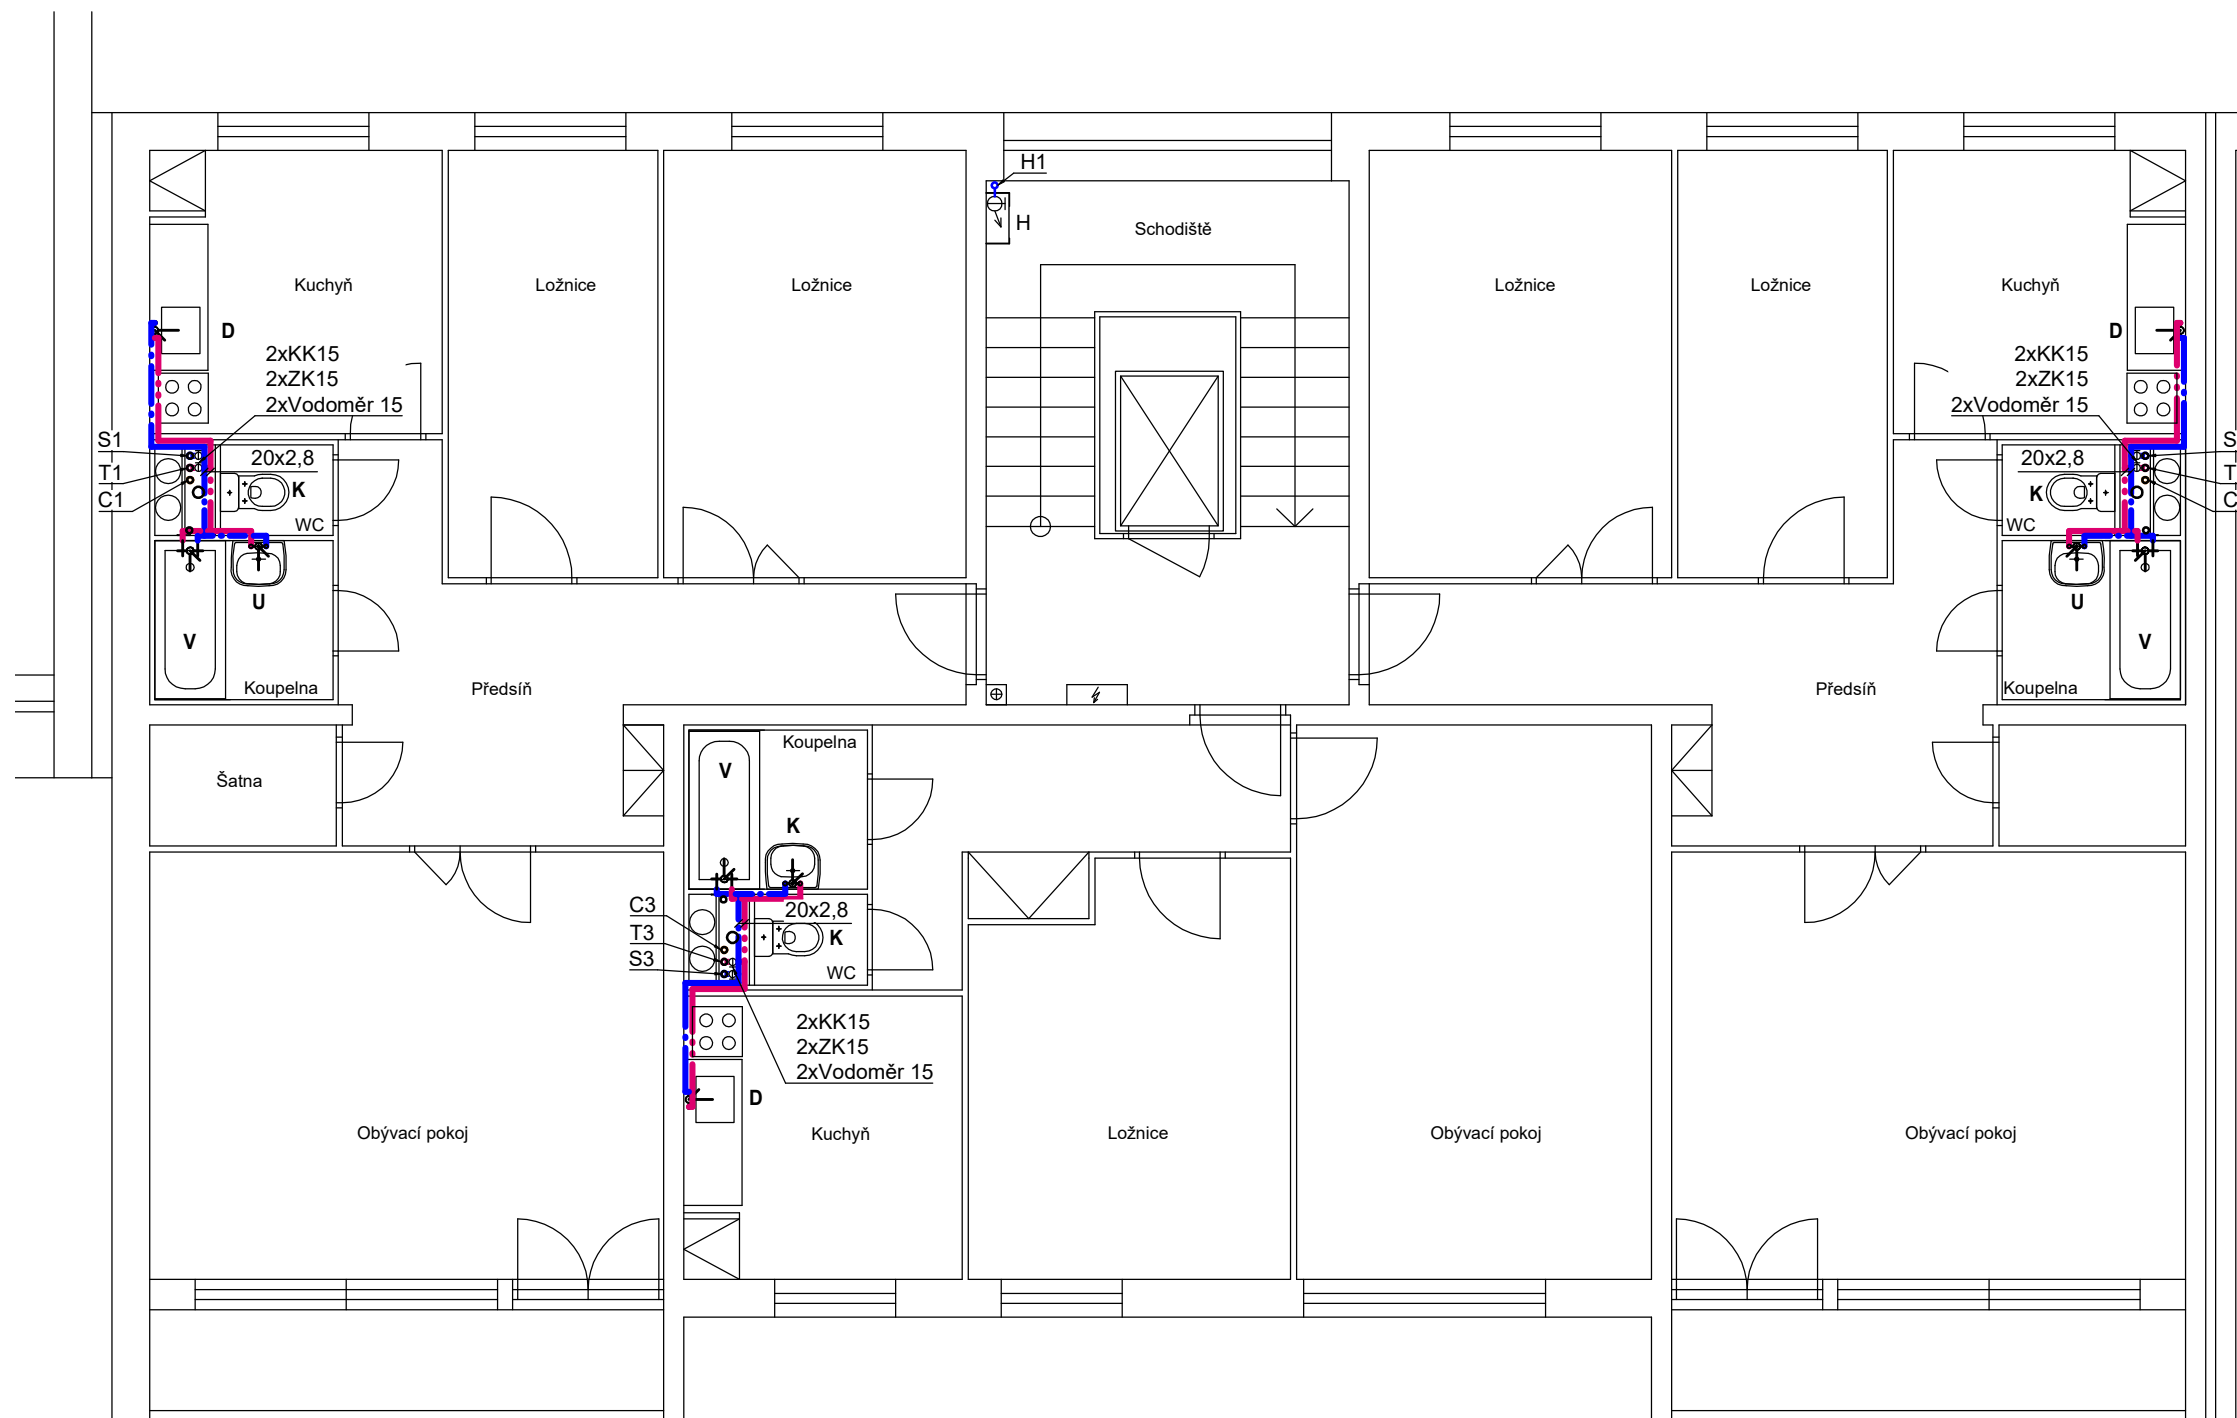 H1
H
Schodiště
Kuchyň
Ložnice
Ložnice
Ložnice
Ložnice
Kuchyň
D
D
2xKK15
2xZK15
2xVodoměr 15
2xKK15
2xZK15
2xVodoměr 15
S1
T1
C1
20x2,8
K
WC
20x2,8
K
WC
S
T
C
U
V
Koupelna
Předsíň
Předsíň
U
V
Koupelna
Šatna
Koupelna
V
K
C3
T3
S3
20x2,8
K
WC
2xKK15
2xZK15
2xVodoměr 15
D
Obývací pokoj
Kuchyň
Ložnice
Obývací pokoj
Obývací pokoj